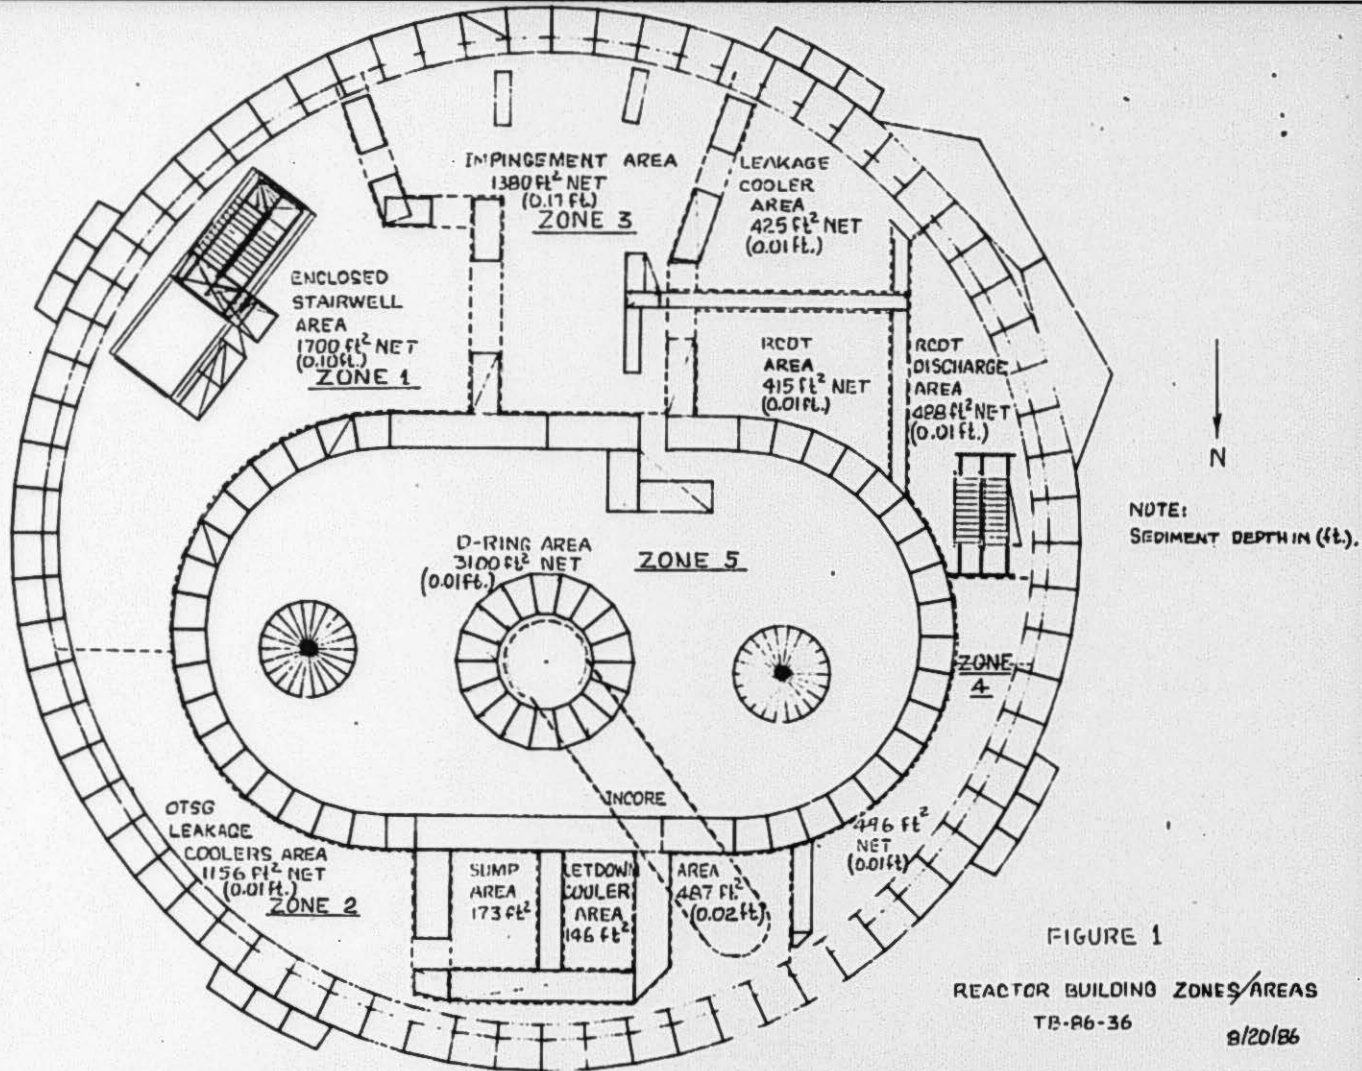 IMPINGEMENT AREA
1380 ft² NET
(0.17 ft.)
ZONE 3
LEAKAGE
COOLER
AREA
425 ft² NET
(0.01 ft.)
ENCLOSED
STAIRWELL
AREA
1700 ft² NET
(0.10 ft.)
ZONE 1
RCDT
AREA
415 ft² NET
(0.01 ft.)
RCDT
DISCHARGE
AREA
488 ft² NET
(0.01 ft.)
N
NOTE:
SEDIMENT DEPTH IN (ft.).
D-RING AREA
3100 ft² NET
(0.01 ft.)
ZONE 5
ZONE
4
INCORE
AREA
487 ft²
(0.02 ft)
496 ft²
NET
(0.01 ft)
OTSG
LEAKAGE
COOLERS AREA
1156 ft² NET
(0.01 ft.)
ZONE 2
SUMP
AREA
173 ft²
LETDOWN
COOLER
AREA
146 ft²
FIGURE 1
REACTOR BUILDING ZONES/AREAS
TB-86-36
8/20/86